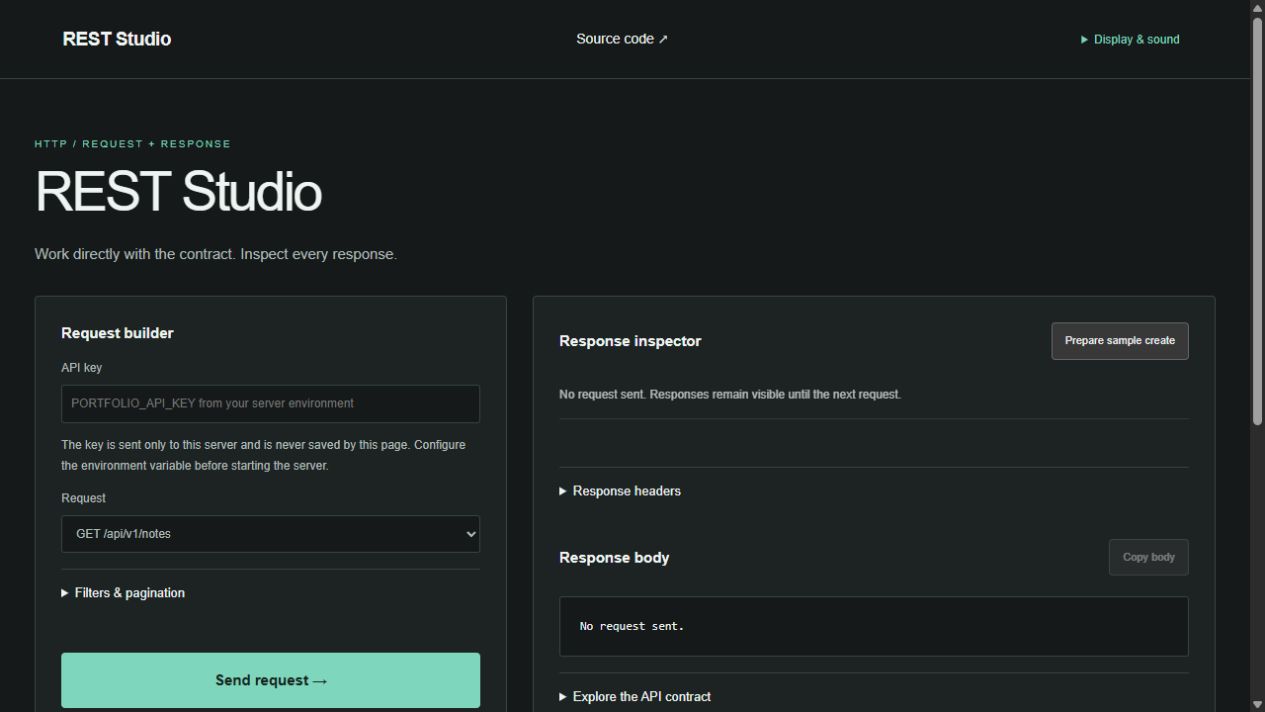 REST Studio
Source code ↗
▶ Display & sound
HTTP / REQUEST + RESPONSE
REST Studio
Work directly with the contract. Inspect every response.
Request builder
API key
PORTFOLIO_API_KEY from your server environment
The key is sent only to this server and is never saved by this page. Configure
the environment variable before starting the server.
Request
GET /api/v1/notes
▶ Filters & pagination
Send request →
Response inspector
Prepare sample create
No request sent. Responses remain visible until the next request.
▶ Response headers
Response body
Copy body
No request sent.
▶ Explore the API contract